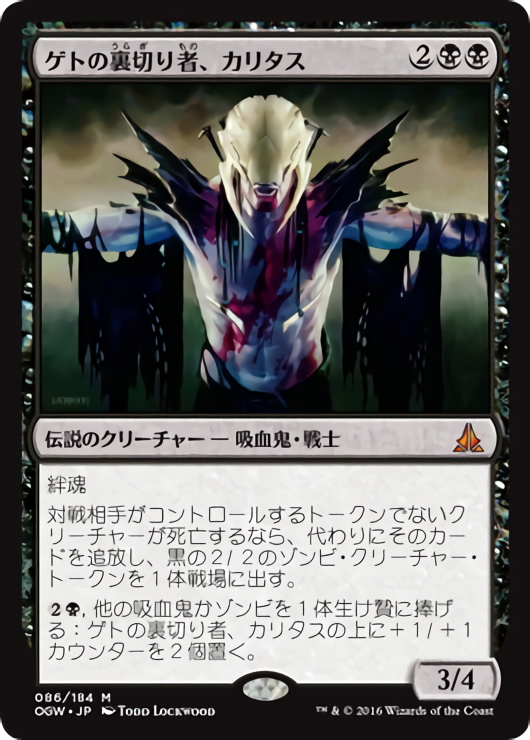 ゲトの裏切り者、カリタス 2
うらぎ もの
伝説のクリーチャー — 吸血鬼・戦士
絆魂
対戦相手がコントロールするトークンでないク
リーチャーが死亡するなら、代わりにそのカー
ドを追放し、黒の2/2のゾンビ・クリーチャー・
トークンを1体戦場に出す。
2, 他の吸血鬼かゾンビを1体生け贄に捧げ
る：ゲトの裏切り者、カリタスの上に＋1/＋1
カウンターを2個置く。
3/4
086/184 M
OGW • JP Todd Lockwood
™ & © 2016 Wizards of the Coast